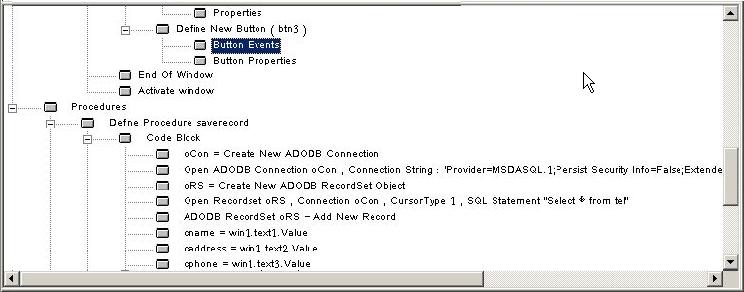 Properties
Define New Button ( btn3 )
Button Events
Button Properties
End Of Window
Activate window
Procedures
Define Procedure saverecord
Code Block
oCon = Create New ADODB Connection
Open ADODB Connection oCon , Connection String : "Provider=MSDASQL.1;Persist Security Info=False;Extende
oRS = Create New ADODB RecordSet Object
Open Recordset oRS , Connection oCon , CursorType 1 , SQL Statement "Select * from tel"
ADODB RecordSet oRS - Add New Record
cname = win1.text1.Value
caddress = win1.text2.Value
cphone = win1.text3.Value